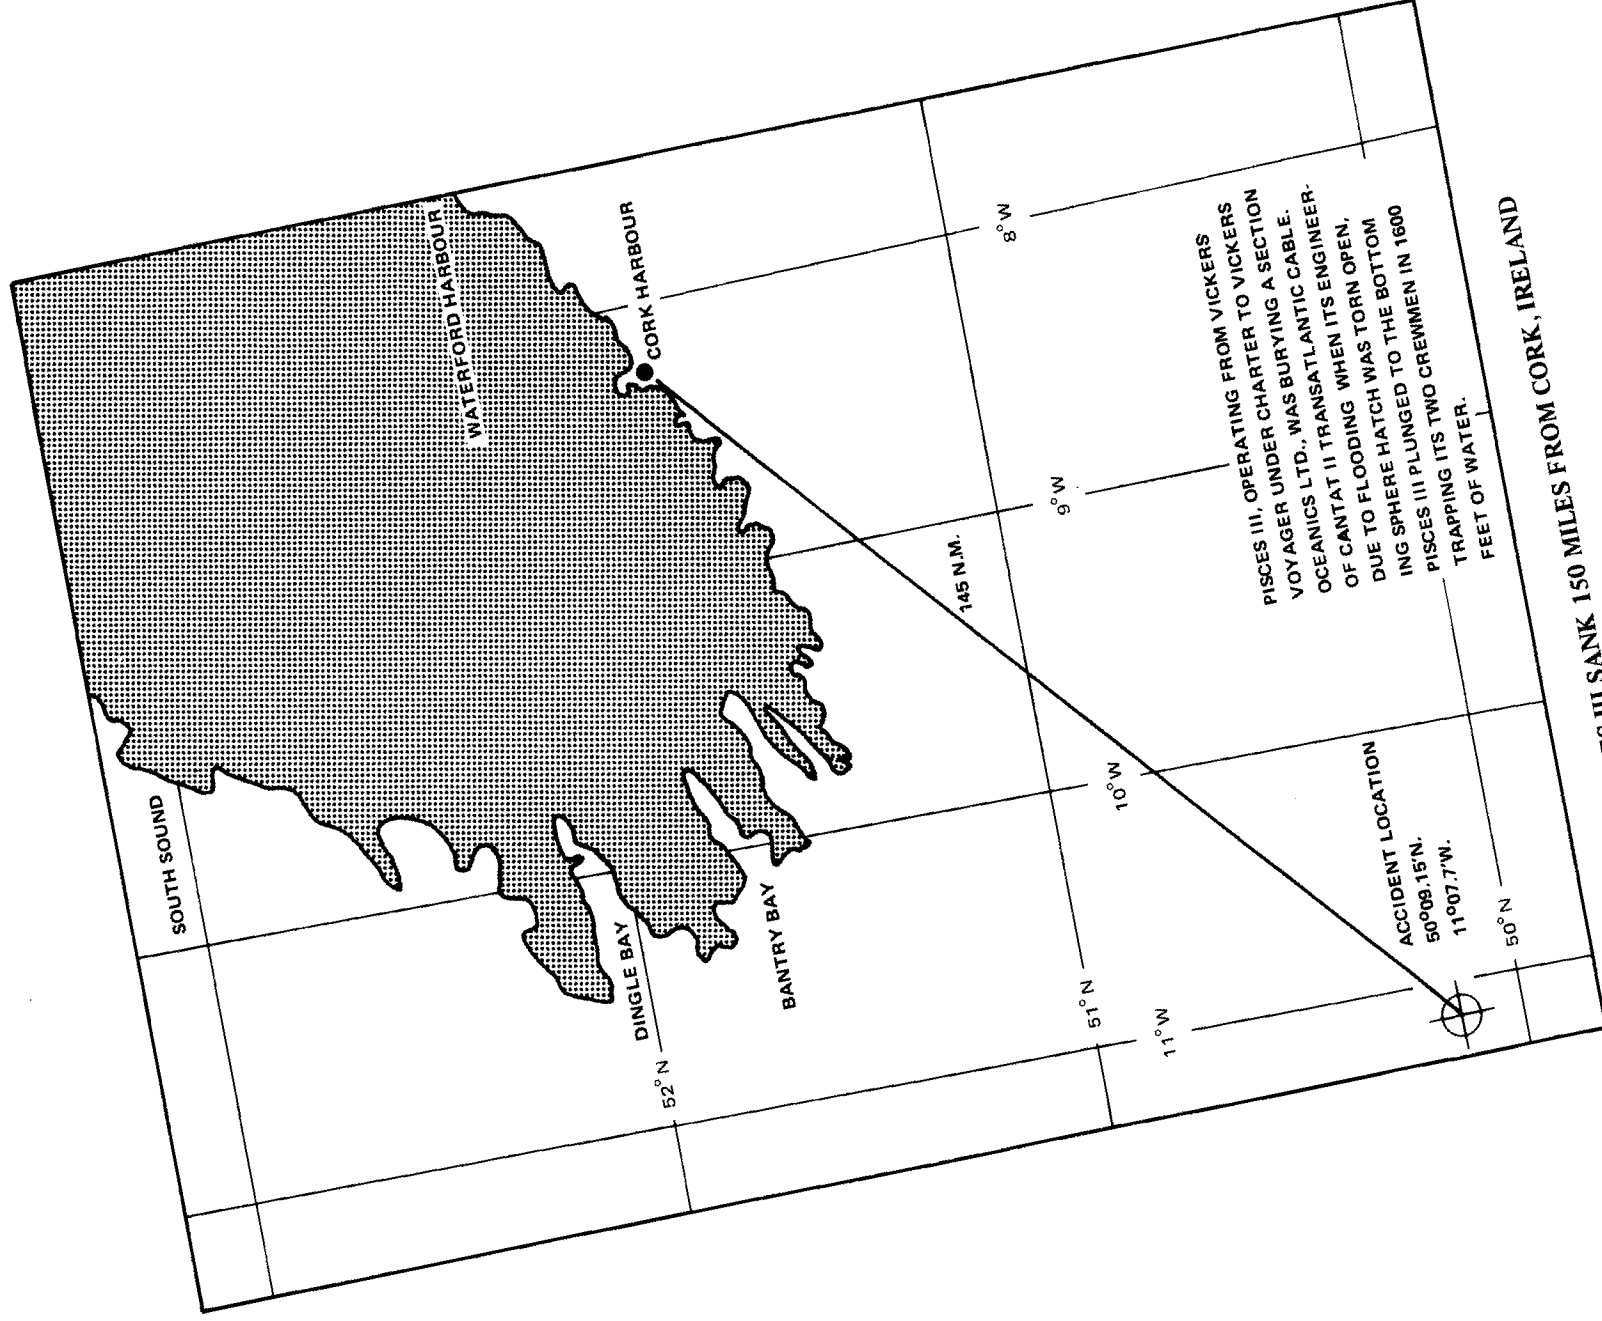 SOUTH SOUND
WATERFORD HARBOUR
CORK HARBOUR
DINGLE BAY
BANTRY BAY
52°N
51°N
50°N
11°W
10°W
9°W
8°W
145 N.M.
ACCIDENT LOCATION
50°09.15'N.
11°07.7'W.
PISCES III, OPERATING FROM VICKERS
VOYAGER UNDER CHARTER TO VICKERS
OCEANICS LTD., WAS BURYING A SECTION
OF CANTAT II TRANSATLANTIC CABLE.
DUE TO FLOODING WHEN ITS ENGINEER-
ING SPHERE HATCH WAS TORN OPEN,
PISCES III PLUNGED TO THE BOTTOM
TRAPPING ITS TWO CREWMEN IN 1600
FEET OF WATER.
III SANK 150 MILES FROM CORK, IRELAND